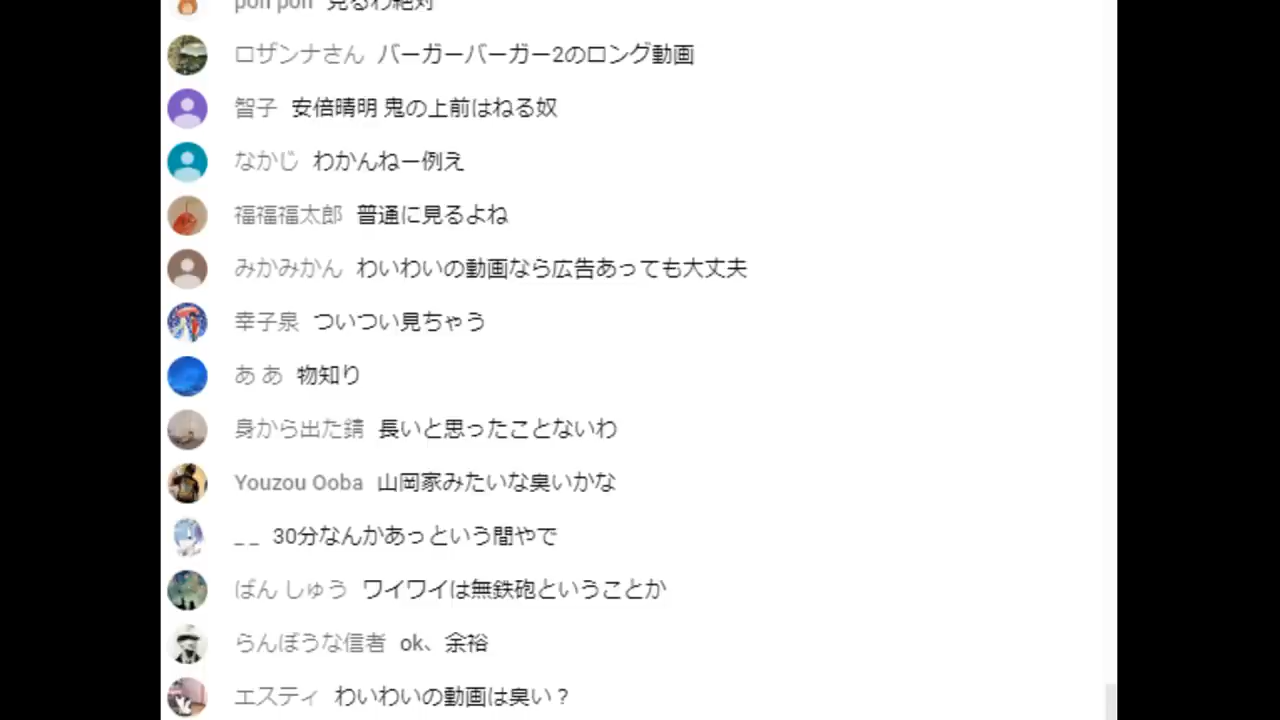 pon pon 見るわ絶対
ロザンナさん バーガーバーガー2のロング動画
智子 安倍晴明 鬼の上前はねる奴
なかじ わかんねー例え
福福福太郎 普通に見るよね
みかみかん わいわいの動画なら広告あっても大丈夫
幸子泉 ついつい見ちゃう
あ あ 物知り
身から出た錆 長いと思ったことないわ
Youzou Ooba 山岡家みたいな臭いかな
_ _ 30分なんかあっという間やで
ばん しゅう ワイワイは無鉄砲ということか
らんぼうな信者 ok、余裕
エスティ わいわいの動画は臭い？